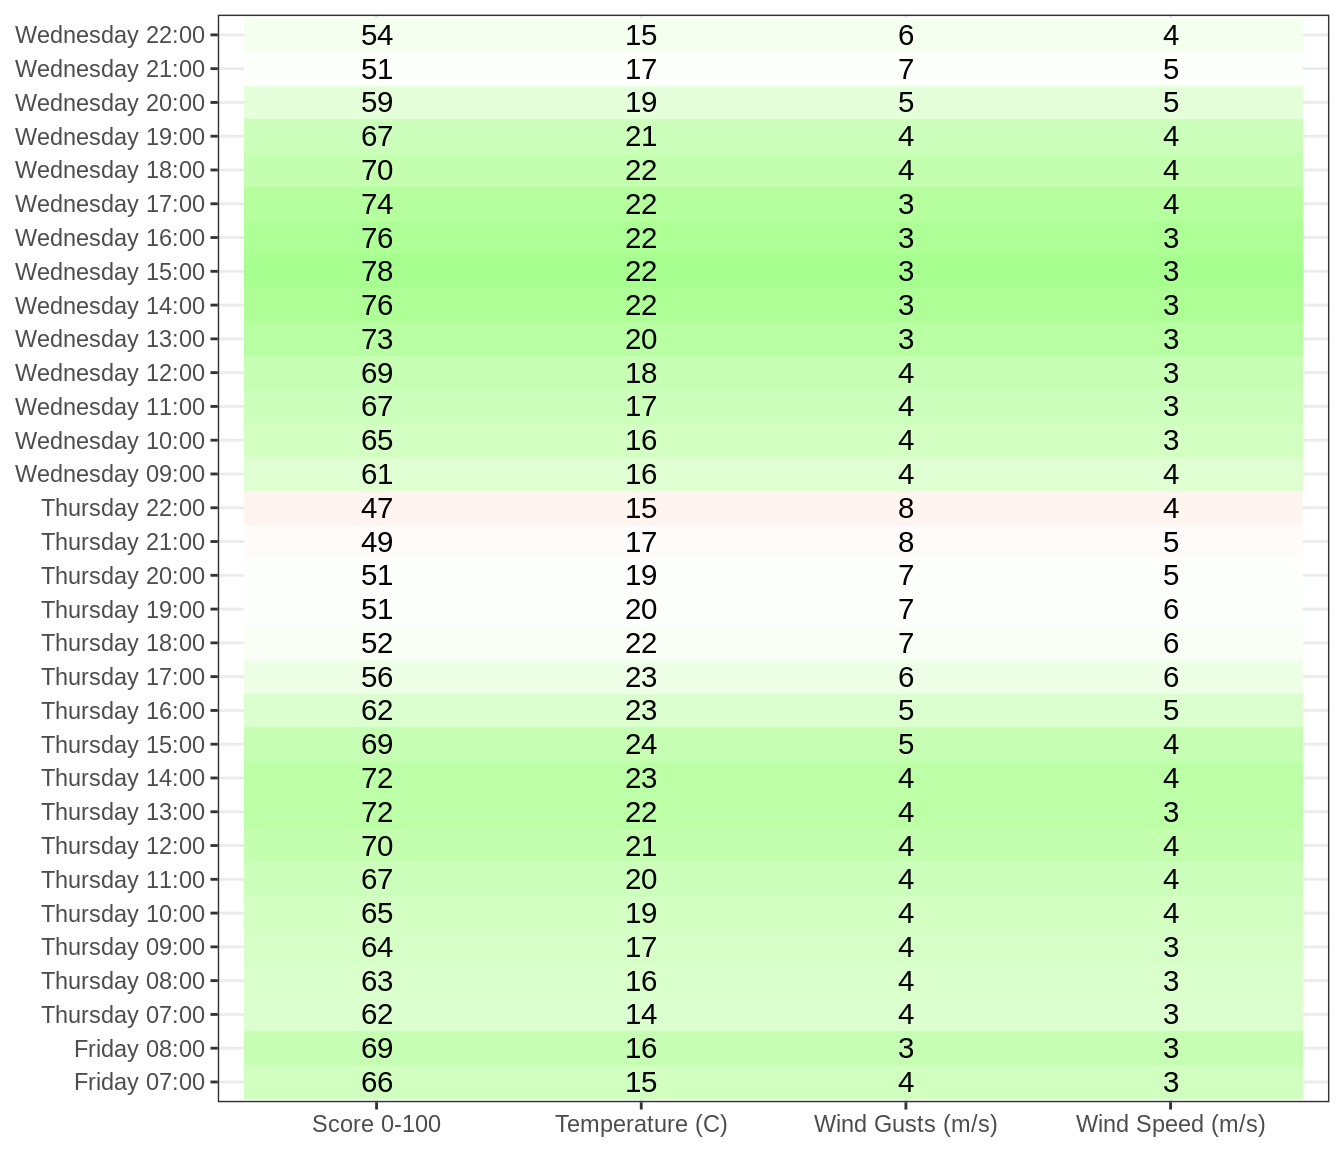 Wednesday 22:00 54 15 6 4
Wednesday 21:00 51 17 7 5
Wednesday 20:00 59 19 5 5
Wednesday 19:00 67 21 4 4
Wednesday 18:00 70 22 4 4
Wednesday 17:00 74 22 3 4
Wednesday 16:00 76 22 3 3
Wednesday 15:00 78 22 3 3
Wednesday 14:00 76 22 3 3
Wednesday 13:00 73 20 3 3
Wednesday 12:00 69 18 4 3
Wednesday 11:00 67 17 4 3
Wednesday 10:00 65 16 4 3
Wednesday 09:00 61 16 4 4
Thursday 22:00 47 15 8 4
Thursday 21:00 49 17 8 5
Thursday 20:00 51 19 7 5
Thursday 19:00 51 20 7 6
Thursday 18:00 52 22 7 6
Thursday 17:00 56 23 6 6
Thursday 16:00 62 23 5 5
Thursday 15:00 69 24 5 4
Thursday 14:00 72 23 4 4
Thursday 13:00 72 22 4 3
Thursday 12:00 70 21 4 4
Thursday 11:00 67 20 4 4
Thursday 10:00 65 19 4 4
Thursday 09:00 64 17 4 3
Thursday 08:00 63 16 4 3
Thursday 07:00 62 14 4 3
Friday 08:00 69 16 3 3
Friday 07:00 66 15 4 3
Score 0-100 Temperature (C) Wind Gusts (m/s) Wind Speed (m/s)